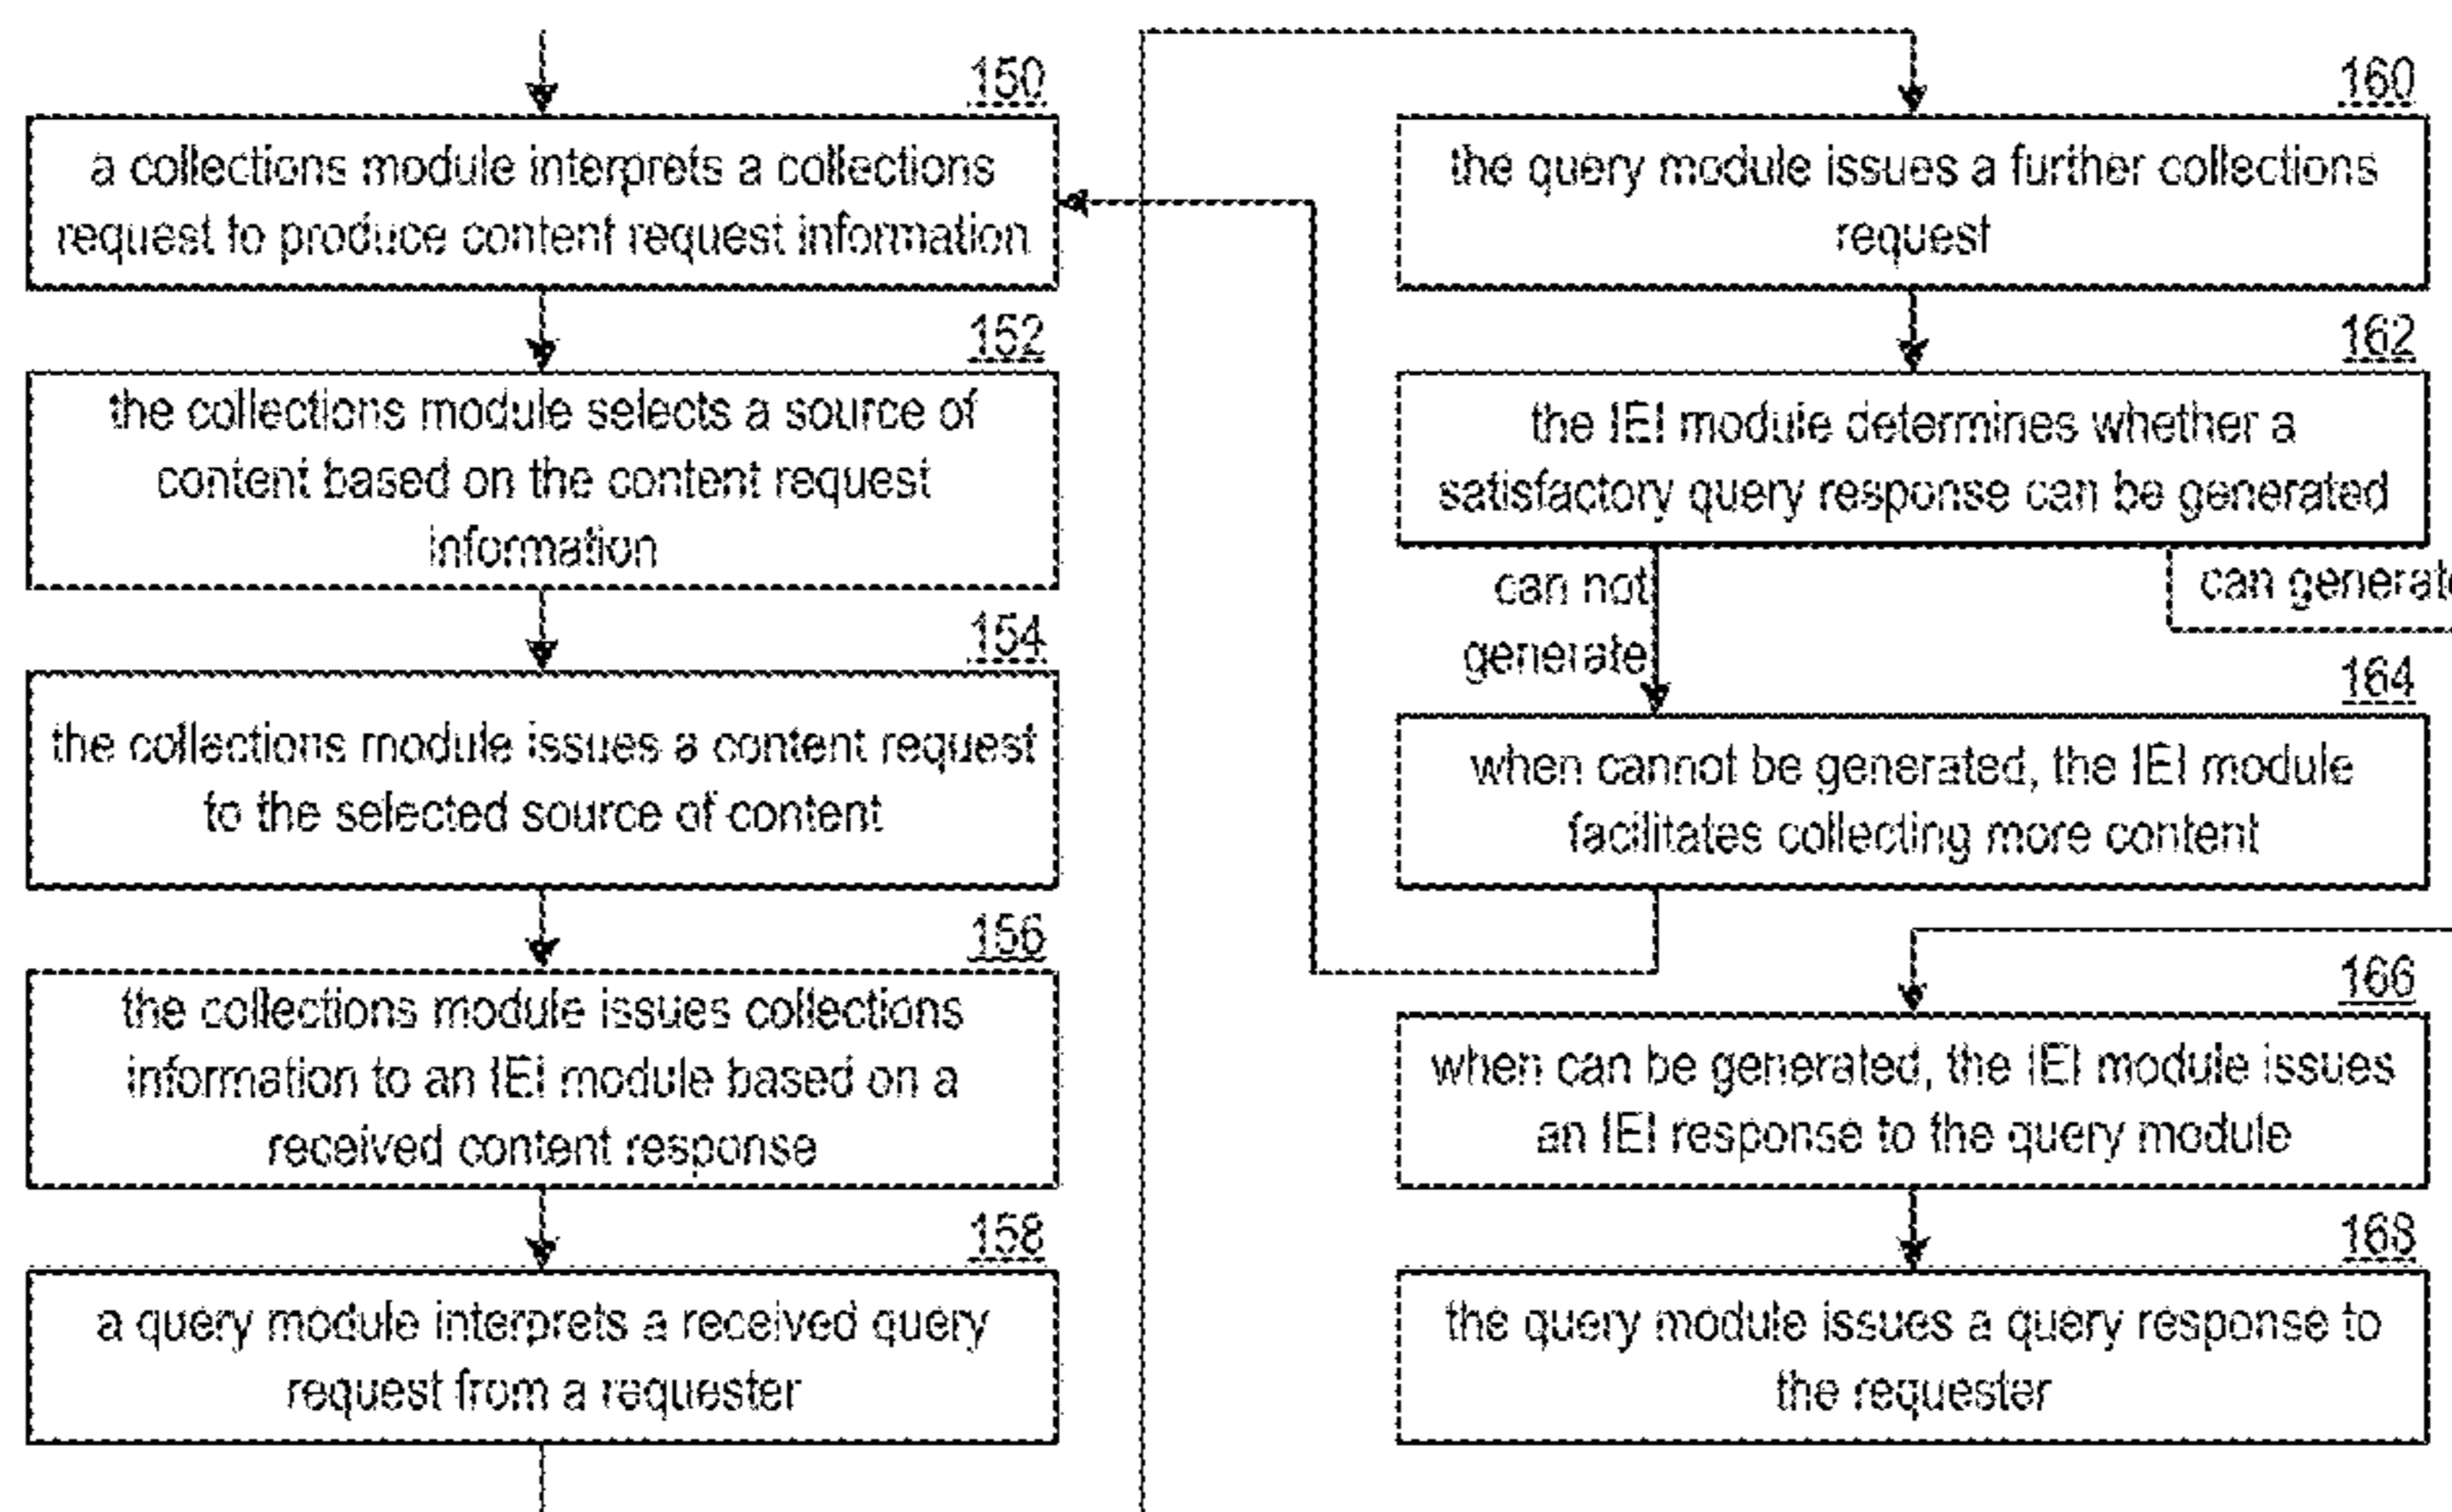 150
a collections module interprets a collections
request to produce content request information
152
the collections module selects a source of
content based on the content request
information
154
the collections module issues a content request
to the selected source of content
156
the collections module issues collections
information to an IEI module based on a
received content response
158
a query module interprets a received query
request from a requester
160
the query module issues a further collections
request
162
the IEI module determines whether a
satisfactory query response can be generated
can not
generate
can generate
164
when cannot be generated, the IEI module
facilitates collecting more content
166
when can be generated, the IEI module issues
an IEI response to the query module
168
the query module issues a query response to
the requester